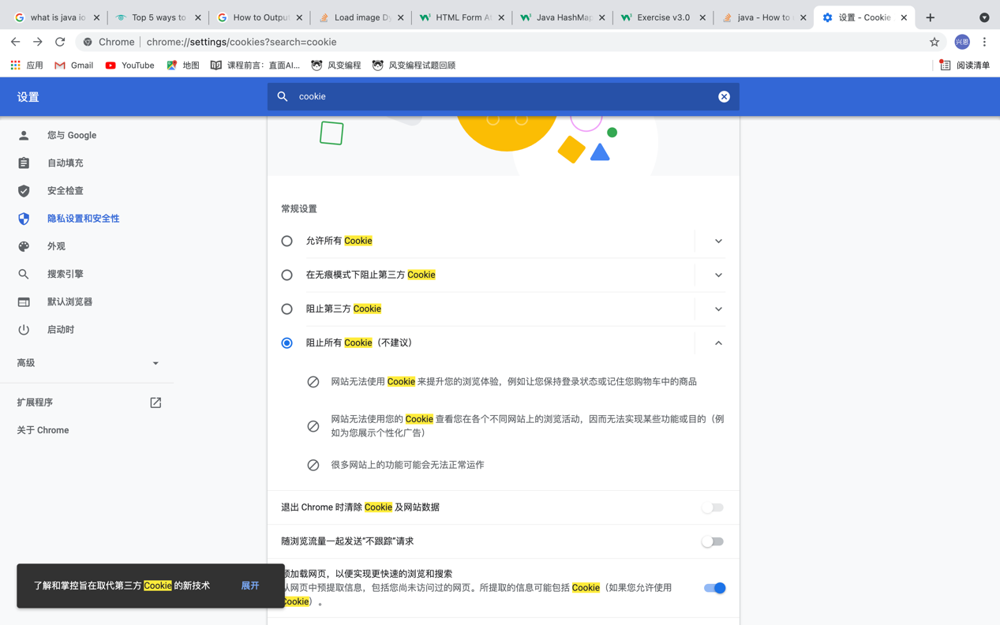 what is java io
Top 5 ways to
How to Output
Load image Dy
HTML Form At
Java HashMap
Exercise v3.0
java - How to
设置 - Cookie
Chrome
chrome://settings/cookies?search=cookie
兴恩
应用
Gmail
YouTube
地图
课程前言：直面AI...
风变编程
风变编程试题回顾
阅读清单
设置
cookie
您与 Google
自动填充
安全检查
隐私设置和安全性
外观
搜索引擎
默认浏览器
启动时
高级
扩展程序
关于 Chrome
常规设置
允许所有 Cookie
在无痕模式下阻止第三方 Cookie
阻止第三方 Cookie
阻止所有 Cookie（不建议）
网站无法使用 Cookie 来提升您的浏览体验，例如让您保持登录状态或记住您购物车中的商品
网站无法使用您的 Cookie 查看您在各个不同网站上的浏览活动，因而无法实现某些功能或目的（例
如为您展示个性化广告）
很多网站上的功能可能会无法正常运作
退出 Chrome 时清除 Cookie 及网站数据
随浏览流量一起发送“不跟踪”请求
预加载网页，以便实现更快速的浏览和搜索
从网页中预提取信息，包括您尚未访问过的网页。所提取的信息可能包括 Cookie（如果您允许使用
Cookie）。
了解和掌控旨在取代第三方 Cookie 的新技术
展开